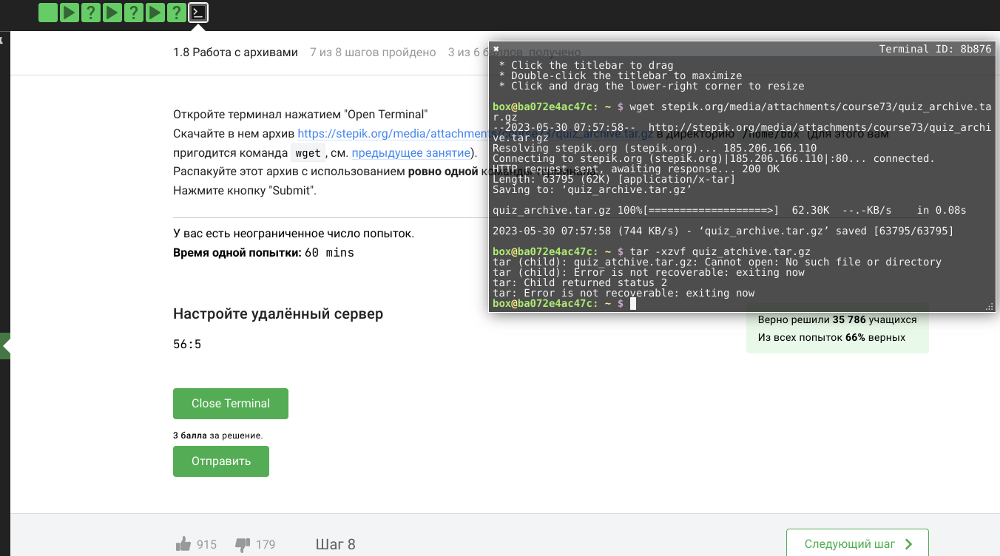 1.8 Работа с архивами 7 из 8 шагов пройдено 3 из 6 баллов получено
Откройте терминал нажатием "Open Terminal"
Скачайте в нем архив https://stepik.org/media/attachments/course73/quiz_archive.tar.gz в директорию /home/box (для этого вам
пригодится команда wget, см. предыдущее занятие).
Распакуйте этот архив с использованием ровно одной команды терминала.
Нажмите кнопку "Submit".
У вас есть неограниченное число попыток.
Время одной попытки: 60 mins
Terminal ID: 8b876
* Click the titlebar to drag
* Double-click the titlebar to maximize
* Click and drag the lower-right corner to resize
box@ba072e4ac47c: ~ $ wget stepik.org/media/attachments/course73/quiz_archive.ta
r.gz
--2023-05-30 07:57:58-- http://stepik.org/media/attachments/course73/quiz_archi
ve.tar.gz
Resolving stepik.org (stepik.org)... 185.206.166.110
Connecting to stepik.org (stepik.org)|185.206.166.110|:80... connected.
HTTP request sent, awaiting response... 200 OK
Length: 63795 (62K) [application/x-tar]
Saving to: ‘quiz_archive.tar.gz’
quiz_archive.tar.gz 100%[===================>] 62.30K --.-KB/s in 0.08s
2023-05-30 07:57:58 (744 KB/s) - ‘quiz_archive.tar.gz’ saved [63795/63795]
box@ba072e4ac47c: ~ $ tar -xzvf quiz_atchive.tar.gz
tar (child): quiz_atchive.tar.gz: Cannot open: No such file or directory
tar (child): Error is not recoverable: exiting now
tar: Child returned status 2
tar: Error is not recoverable: exiting now
box@ba072e4ac47c: ~ $
Верно решили 35 786 учащихся
Из всех попыток 66% верных
Настройте удалённый сервер
56:5
Close Terminal
3 балла за решение.
Отправить
915 179 Шаг 8
Следующий шаг